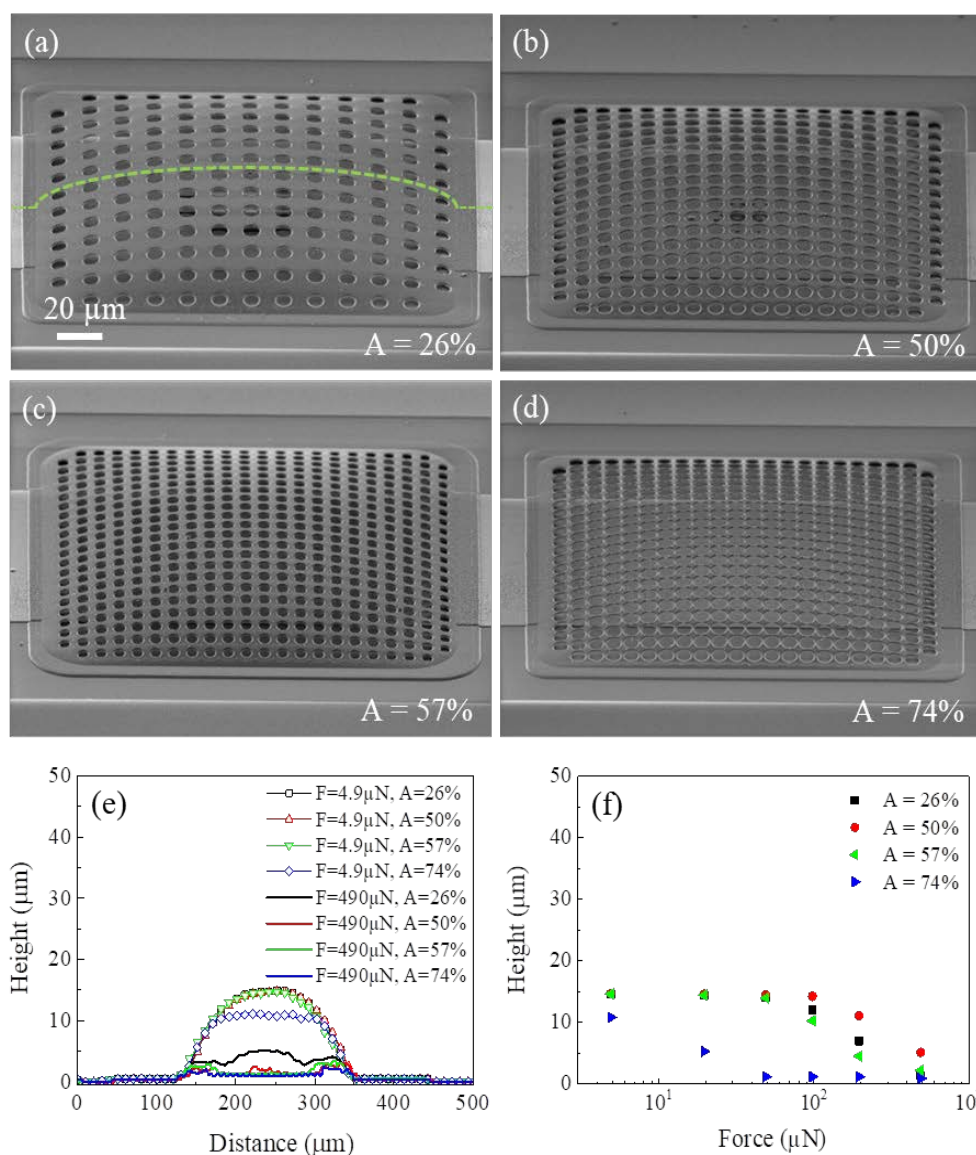 (a)
20 µm
A = 26%
(b)
A = 50%
(c)
A = 57%
(d)
A = 74%
(e)
F=4.9µN, A=26%
F=4.9µN, A=50%
F=4.9µN, A=57%
F=4.9µN, A=74%
F=490µN, A=26%
F=490µN, A=50%
F=490µN, A=57%
F=490µN, A=74%
Height (µm)
50
40
30
20
10
0
0 100 200 300 400 500
Distance (µm)
(f)
A = 26%
A = 50%
A = 57%
A = 74%
Height (µm)
50
40
30
20
10
0
10¹ 10² 10
Force (µN)